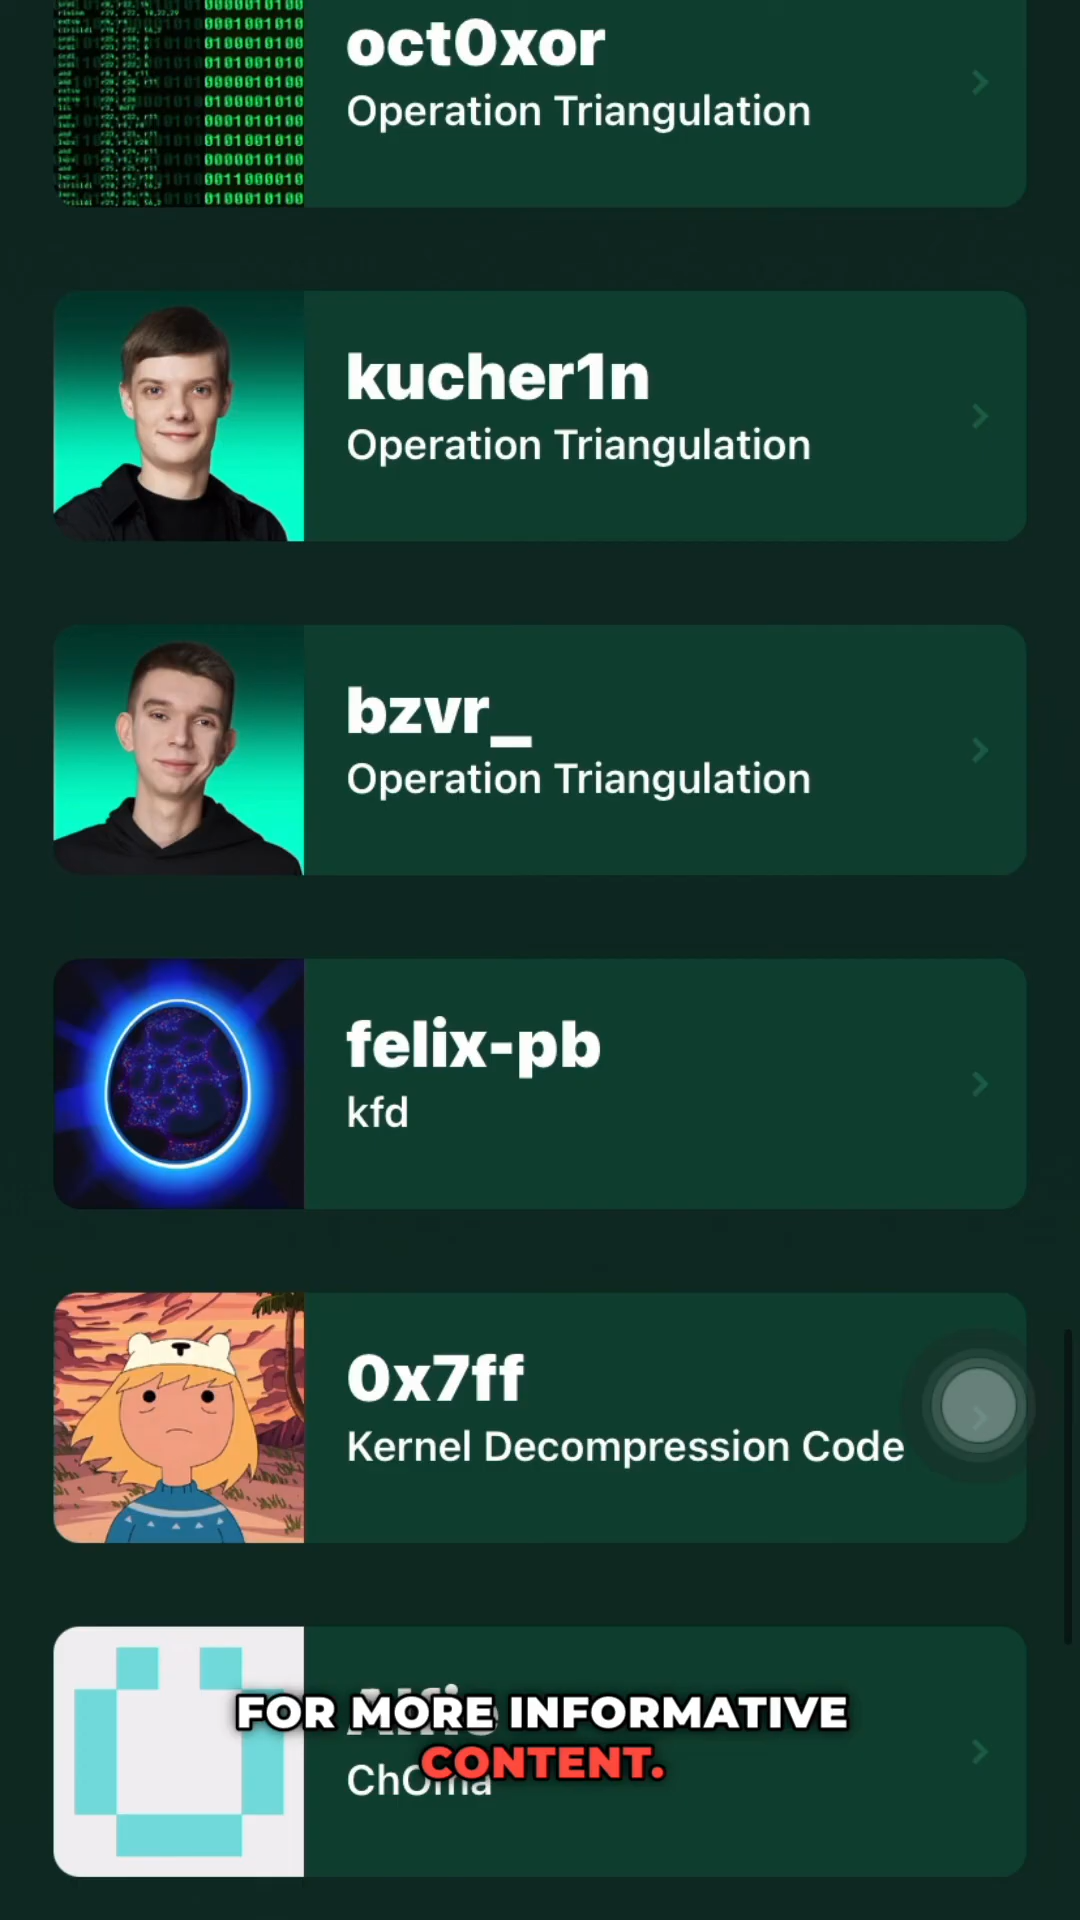 oct0xor
Operation Triangulation
kucher1n
Operation Triangulation
bzvr_
Operation Triangulation
felix-pb
kfd
0x7ff
Kernel Decompression Code
FOR MORE INFORMATIVE
CONTENT.